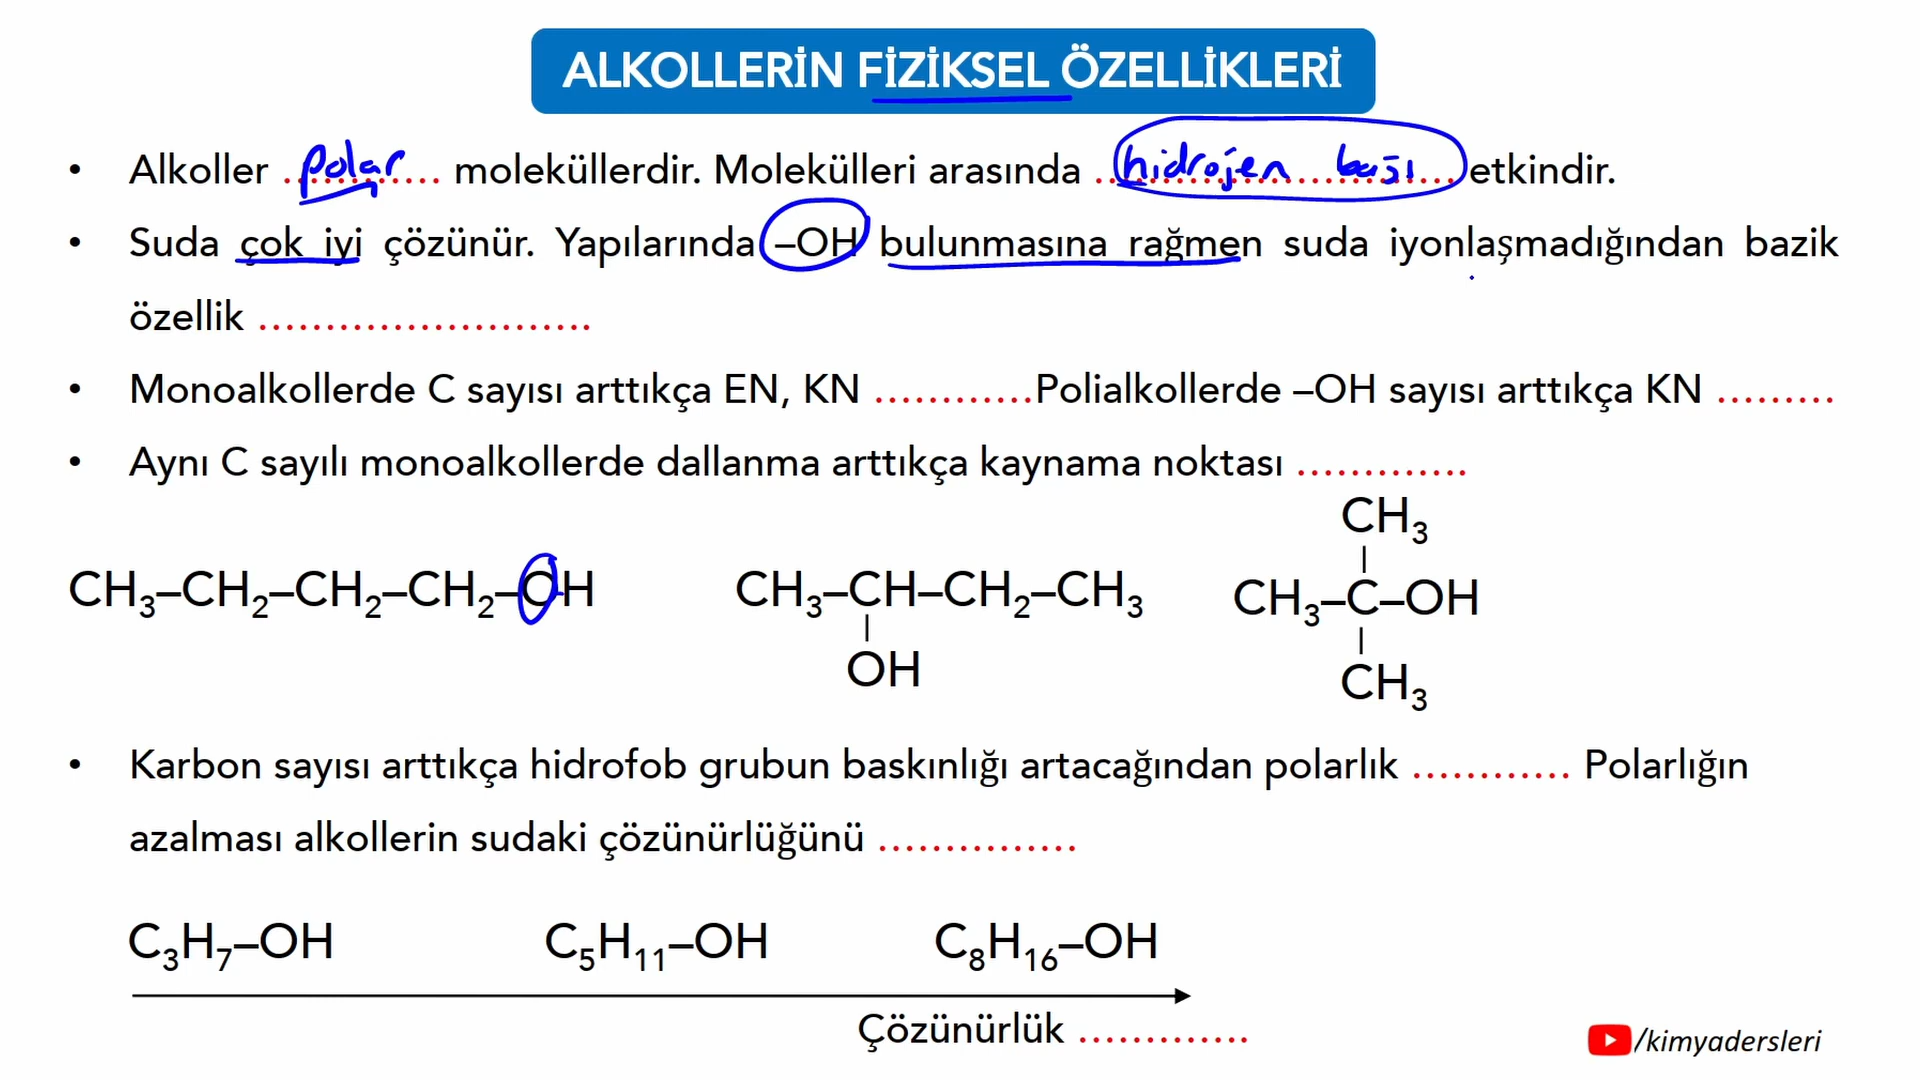 ALKOLLERİN FİZİKSEL ÖZELLİKLERİ
• Alkoller polar moleküllerdir. Molekülleri arasında hidrojen bağı etkindir.
• Suda çok iyi çözünür. Yapılarında –OH bulunmasına rağmen suda iyonlaşmadığından bazik
özellik .........................
• Monoalkollerde C sayısı arttıkça EN, KN ............Polialkollerde –OH sayısı arttıkça KN .........
• Aynı C sayılı monoalkollerde dallanma arttıkça kaynama noktası .............
CH₃–CH₂–CH₂–CH₂–OH
CH₃–CH–CH₂–CH₃
OH
CH₃
CH₃–C–OH
CH₃
• Karbon sayısı arttıkça hidrofob grubun baskınlığı artacağından polarlık ............ Polarlığın
azalması alkollerin sudaki çözünürlüğünü ...............
C₃H₇–OH C₅H₁₁–OH C₈H₁₆–OH
Çözünürlük .............
/kimyadersleri